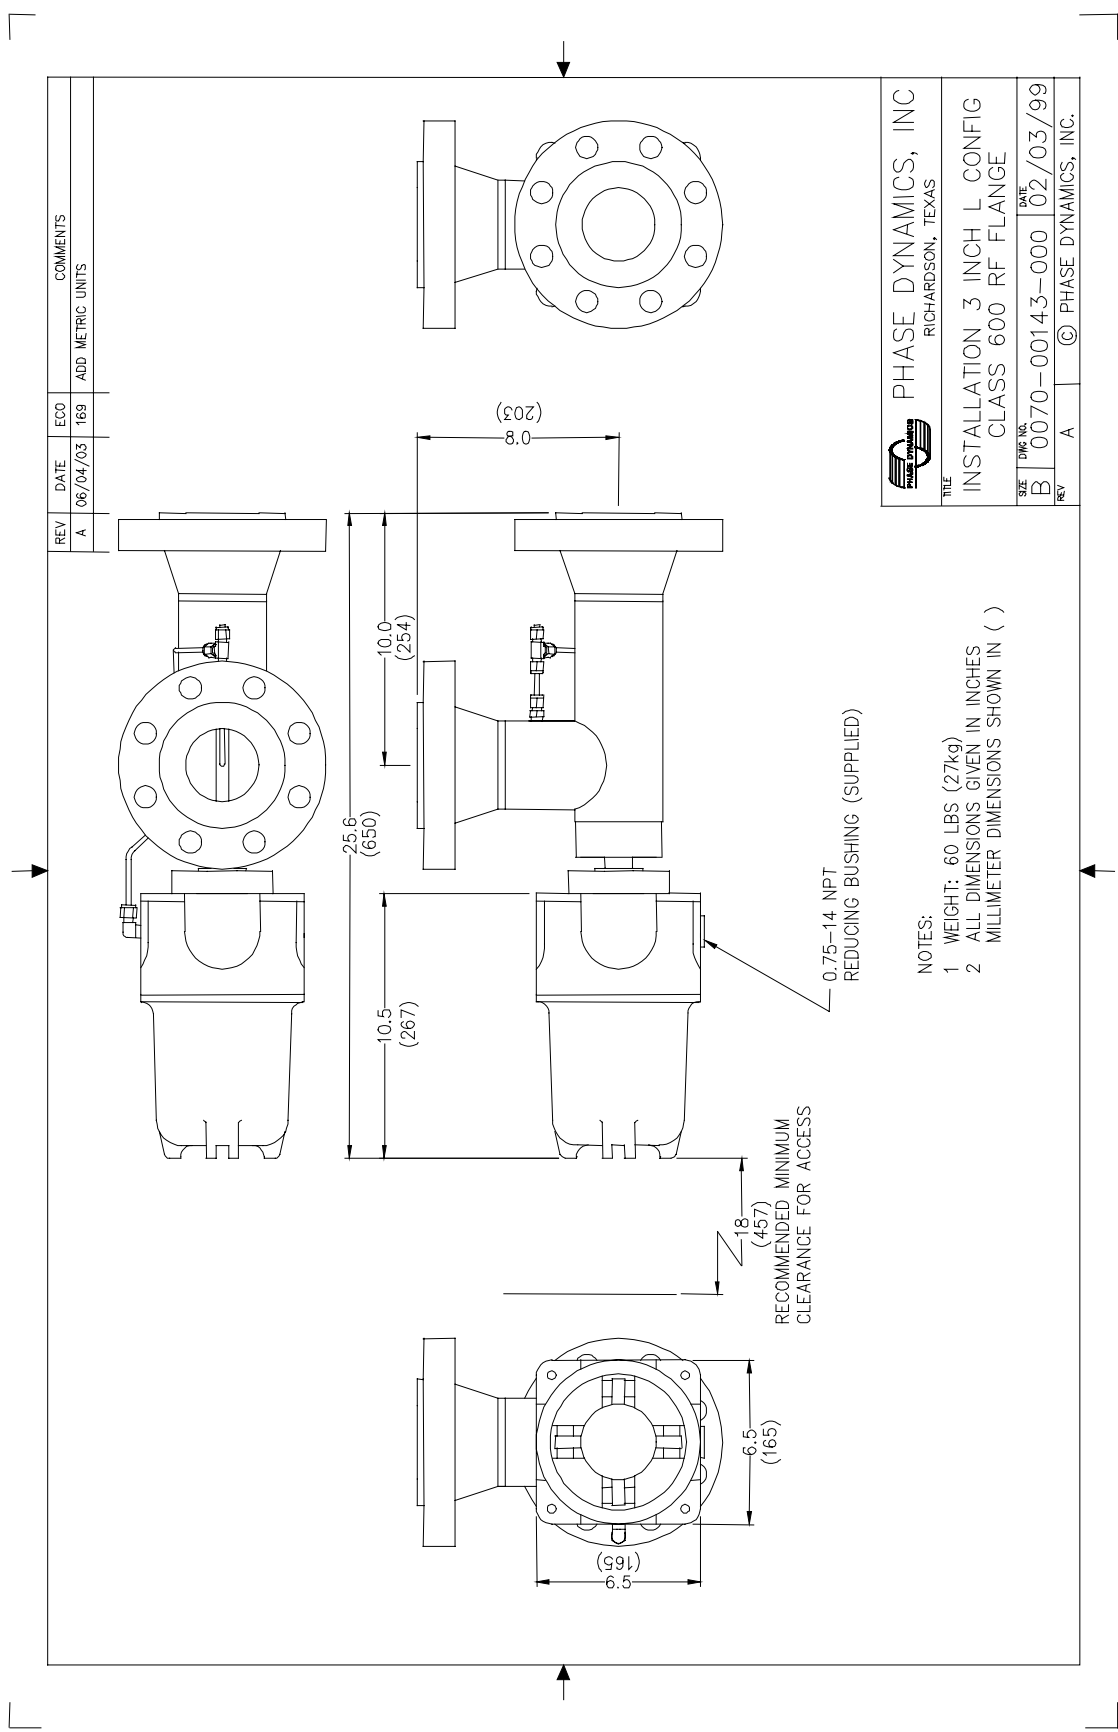 REV DATE ECO COMMENTS
A 06/04/03 169 ADD METRIC UNITS
25.6
(650)
10.5
(267)
10.0
(254)
8.0
(203)
6.5
(165)
6.5
(165)
18
(457)
RECOMMENDED MINIMUM
CLEARANCE FOR ACCESS
0.75-14 NPT
REDUCING BUSHING (SUPPLIED)
NOTES:
1 WEIGHT: 60 LBS (27kg)
2 ALL DIMENSIONS GIVEN IN INCHES
MILLIMETER DIMENSIONS SHOWN IN ( )
PHASE DYNAMICS
PHASE DYNAMICS, INC
RICHARDSON, TEXAS
TITLE
INSTALLATION 3 INCH L CONFIG
CLASS 600 RF FLANGE
SIZE DWG NO. DATE
B 0070-00143-000 02/03/99
REV A © PHASE DYNAMICS, INC.